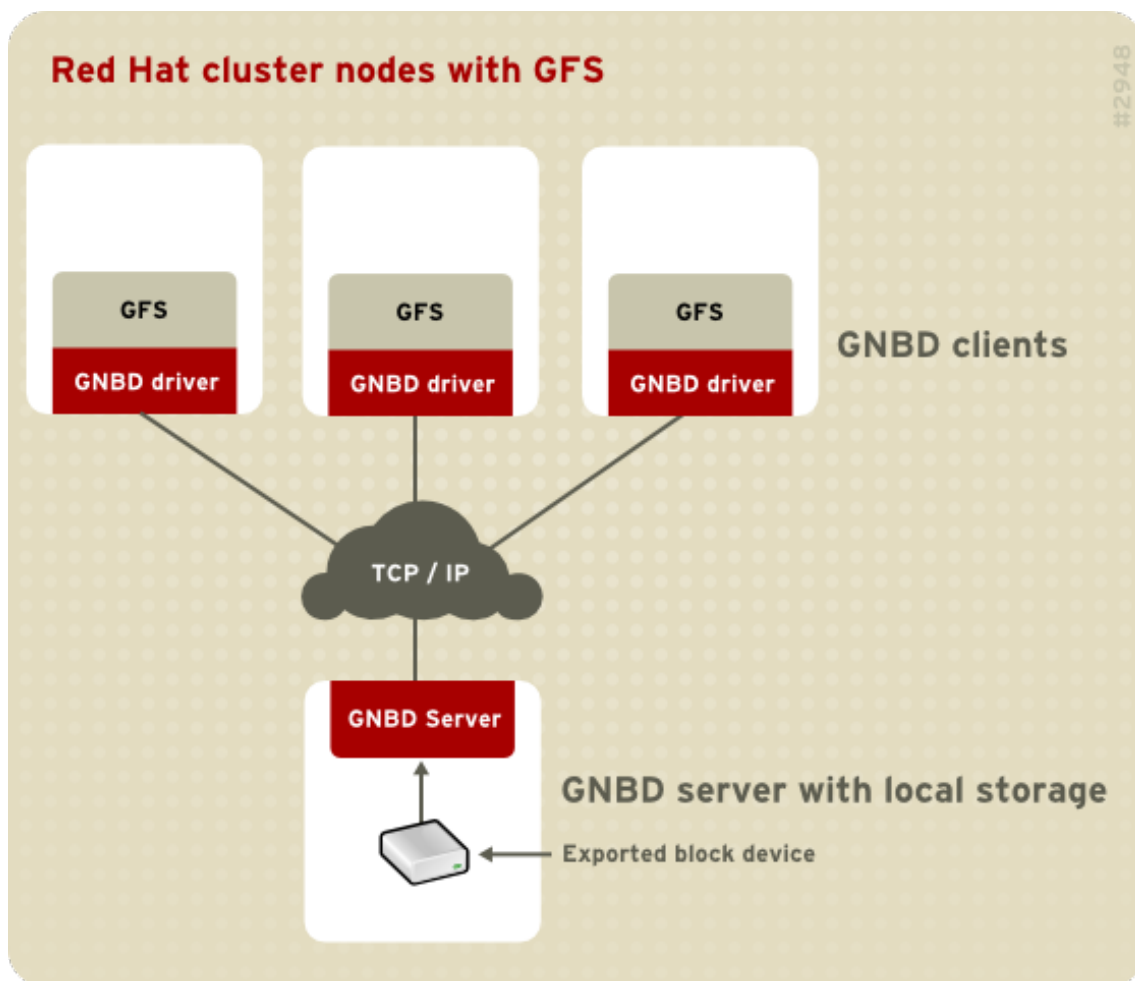 Red Hat cluster nodes with GFS
#2948
GFS
GFS
GFS
GNBD driver
GNBD driver
GNBD driver
GNBD clients
TCP / IP
GNBD Server
GNBD server with local storage
Exported block device